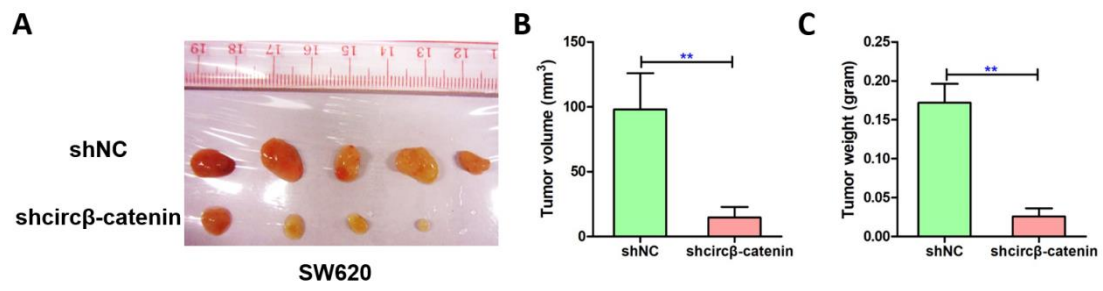 A
19 18 17 16 15 14 13 12
shNC
shcircβ-catenin
SW620
B
Tumor volume (mm³)
150
100
50
0
**
shNC shcircβ-catenin
C
Tumor weight (gram)
0.25
0.20
0.15
0.10
0.05
0.00
**
shNC shcircβ-catenin